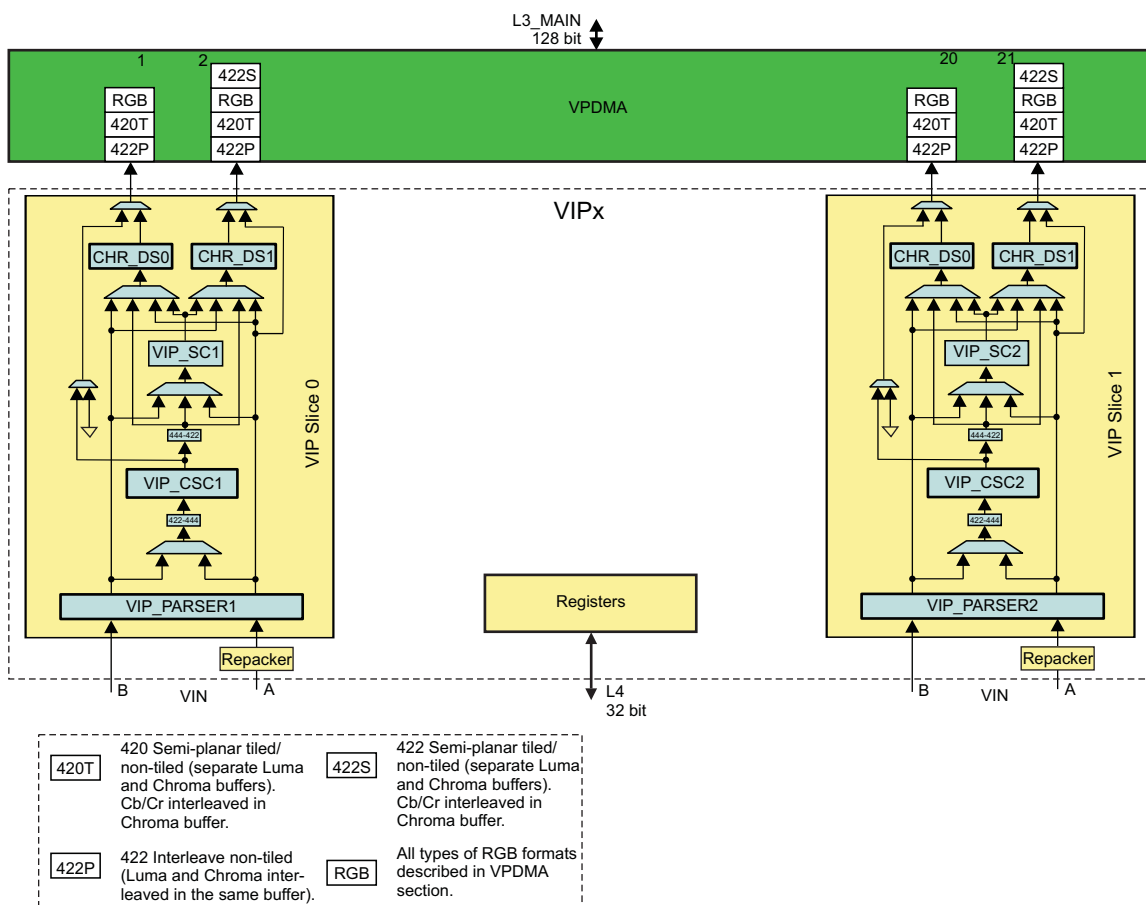 L3_MAIN
128 bit
1
2
20
21
422S
422S
RGB
RGB
RGB
RGB
VPDMA
420T
420T
420T
420T
422P
422P
422P
422P
VIPx
CHR_DS0
CHR_DS1
CHR_DS0
CHR_DS1
VIP_SC1
VIP_SC2
VIP Slice 0
VIP Slice 1
444-422
444-422
VIP_CSC1
VIP_CSC2
422-444
422-444
VIP_PARSER1
Registers
VIP_PARSER2
Repacker
Repacker
B
VIN
A
L4
32 bit
B
VIN
A
420T
420 Semi-planar tiled/
non-tiled (separate Luma
and Chroma buffers).
Cb/Cr interleaved in
Chroma buffer.
422S
422 Semi-planar tiled/
non-tiled (separate Luma
and Chroma buffers).
Cb/Cr interleaved in
Chroma buffer.
422P
422 Interleave non-tiled
(Luma and Chroma inter-
leaved in the same buffer).
RGB
All types of RGB formats
described in VPDMA
section.